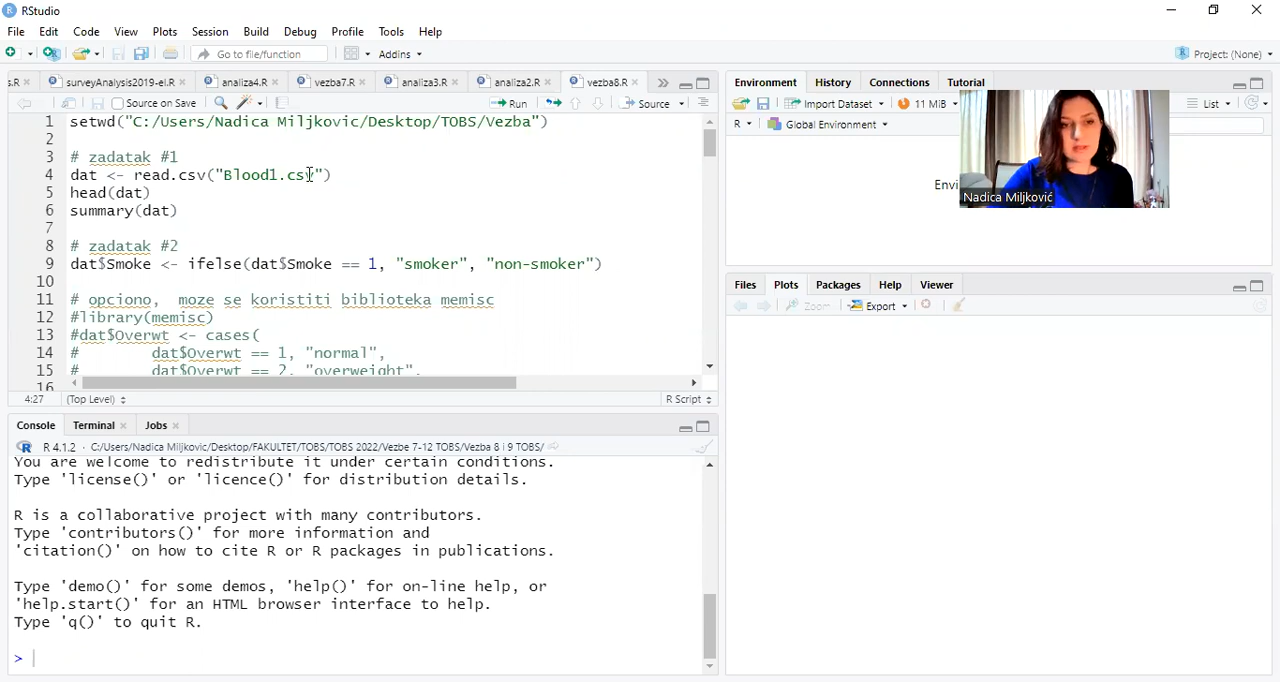 RStudio
File Edit Code View Plots Session Build Debug Profile Tools Help
Go to file/function
Addins
Project: (None)
s.R
surveyAnalysis2019-el.R
analiza4.R
vezba7.R
analiza3.R
analiza2.R
vezba8.R
Source on Save
Run
Source
1 setwd("C:/Users/Nadica Miljkovic/Desktop/TOBS/Vezba")
2
3 # zadatak #1
4 dat <- read.csv("Blood1.csv")
5 head(dat)
6 summary(dat)
7
8 # zadatak #2
9 dat$Smoke <- ifelse(dat$Smoke == 1, "smoker", "non-smoker")
10
11 # opciono, moze se koristiti biblioteka memisc
12 #library(memisc)
13 #dat$Overwt <- cases(
14 # dat$Overwt == 1, "normal",
15 # dat$Overwt == 2, "overweight",
16
4:27 (Top Level) R Script
Console Terminal Jobs
R 4.1.2 · C:/Users/Nadica Miljkovic/Desktop/FAKULTET/TOBS/TOBS 2022/Vezbe 7-12 TOBS/Vezba 8 i 9 TOBS/
You are welcome to redistribute it under certain conditions.
Type 'license()' or 'licence()' for distribution details.
R is a collaborative project with many contributors.
Type 'contributors()' for more information and
'citation()' on how to cite R or R packages in publications.
Type 'demo()' for some demos, 'help()' for on-line help, or
'help.start()' for an HTML browser interface to help.
Type 'q()' to quit R.
>
Environment History Connections Tutorial
Import Dataset
11 MiB
List
R
Global Environment
Envi
Nadica Miljković
Files Plots Packages Help Viewer
Zoom
Export